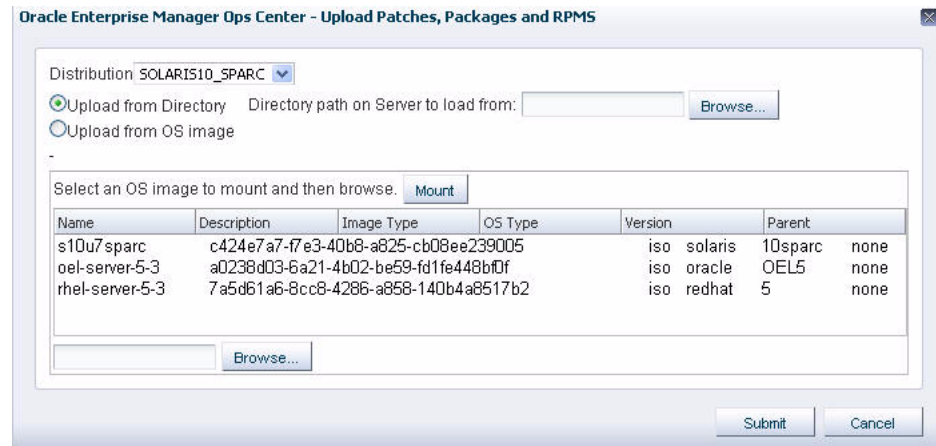 Oracle Enterprise Manager Ops Center - Upload Patches, Packages and RPMS
Distribution SOLARIS10_SPARC
Upload from Directory Directory path on Server to load from: Browse...
Upload from OS image
-
Select an OS image to mount and then browse. Mount
Name Description Image Type OS Type Version Parent
s10u7sparc c424e7a7-f7e3-40b8-a825-cb08ee239005 iso solaris 10sparc none
oel-server-5-3 a0238d03-6a21-4b02-be59-fd1fe448bf0f iso oracle OEL5 none
rhel-server-5-3 7a5d61a6-8cc8-4286-a858-140b4a8517b2 iso redhat 5 none
Browse...
Submit Cancel